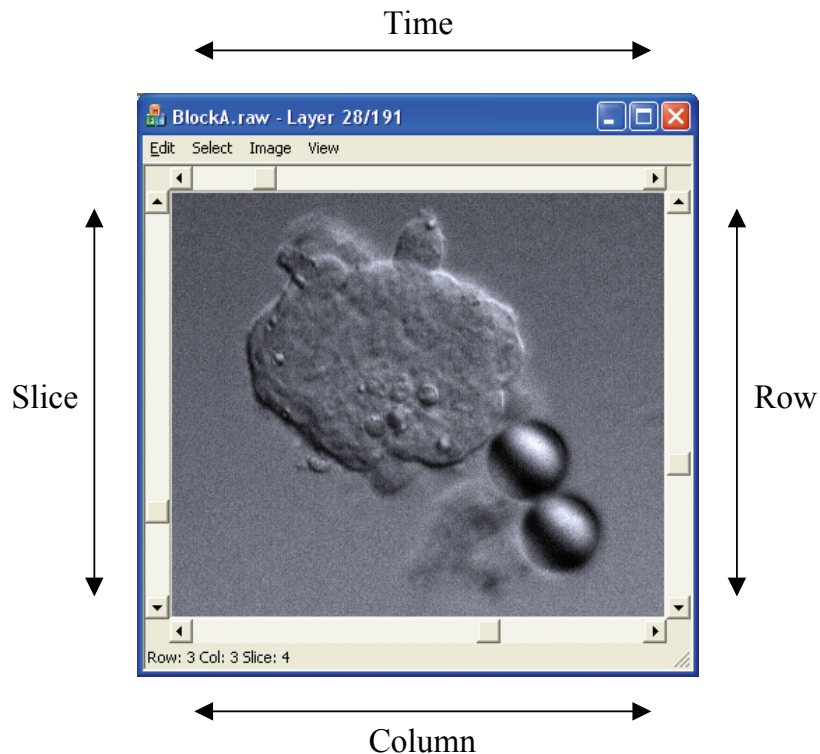 Time
BlockA.raw - Layer 28/191
Edit Select Image View
Slice
Row
Row: 3 Col: 3 Slice: 4
Column